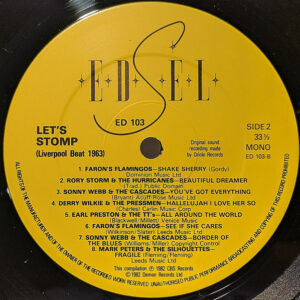 EDSEL
ED 103
LET'S
STOMP
(Liverpool Beat 1963)
Original sound
recording made
by Oriole Records
SIDE 2
33⅓
MONO
ED 103-B
1. FARON'S FLAMINGOS– SHAKE SHERRY (Gordy)
Dominion Music Ltd
2. RORY STORM & THE HURRICANES– BEAUTIFUL DREAMER
(Trad.) Public Domain
3. SONNY WEBB & THE CASCADES– YOU'VE GOT EVERYTHING
(Bryant) Acuff Rose Music Ltd
4. DERRY WILKIE & THE PRESSMEN– HALLELUJAH I LOVE HER SO
(Charles) Carlin Music Corp
5. EARL PRESTON & THE TT's– ALL AROUND THE WORLD
(Blackwell/Millet) Venice Music
6. FARON'S FLAMINGOS– SEE IF SHE CARES
(Wilkinson/Slater) Leeds Music Ltd
7. SONNY WEBB & THE CASCADES– BORDER OF
THE BLUES (Williams/Miller) Copyright Control
8. MARK PETERS & THE SILHOUETTES–
FRAGILE (Fleming/Fleming)
Leeds Music Ltd
This compilation ℗ 1982 CBS Records
© 1982 Demon Records Ltd
ALL RIGHTS OF THE MANUFACTURER AND OF THE OWNER OF THE RECORDED WORK RESERVED UNAUTHORISED PUBLIC PERFORMANCE BROADCASTING AND COPYING OF THIS RECORD PROHIBITED